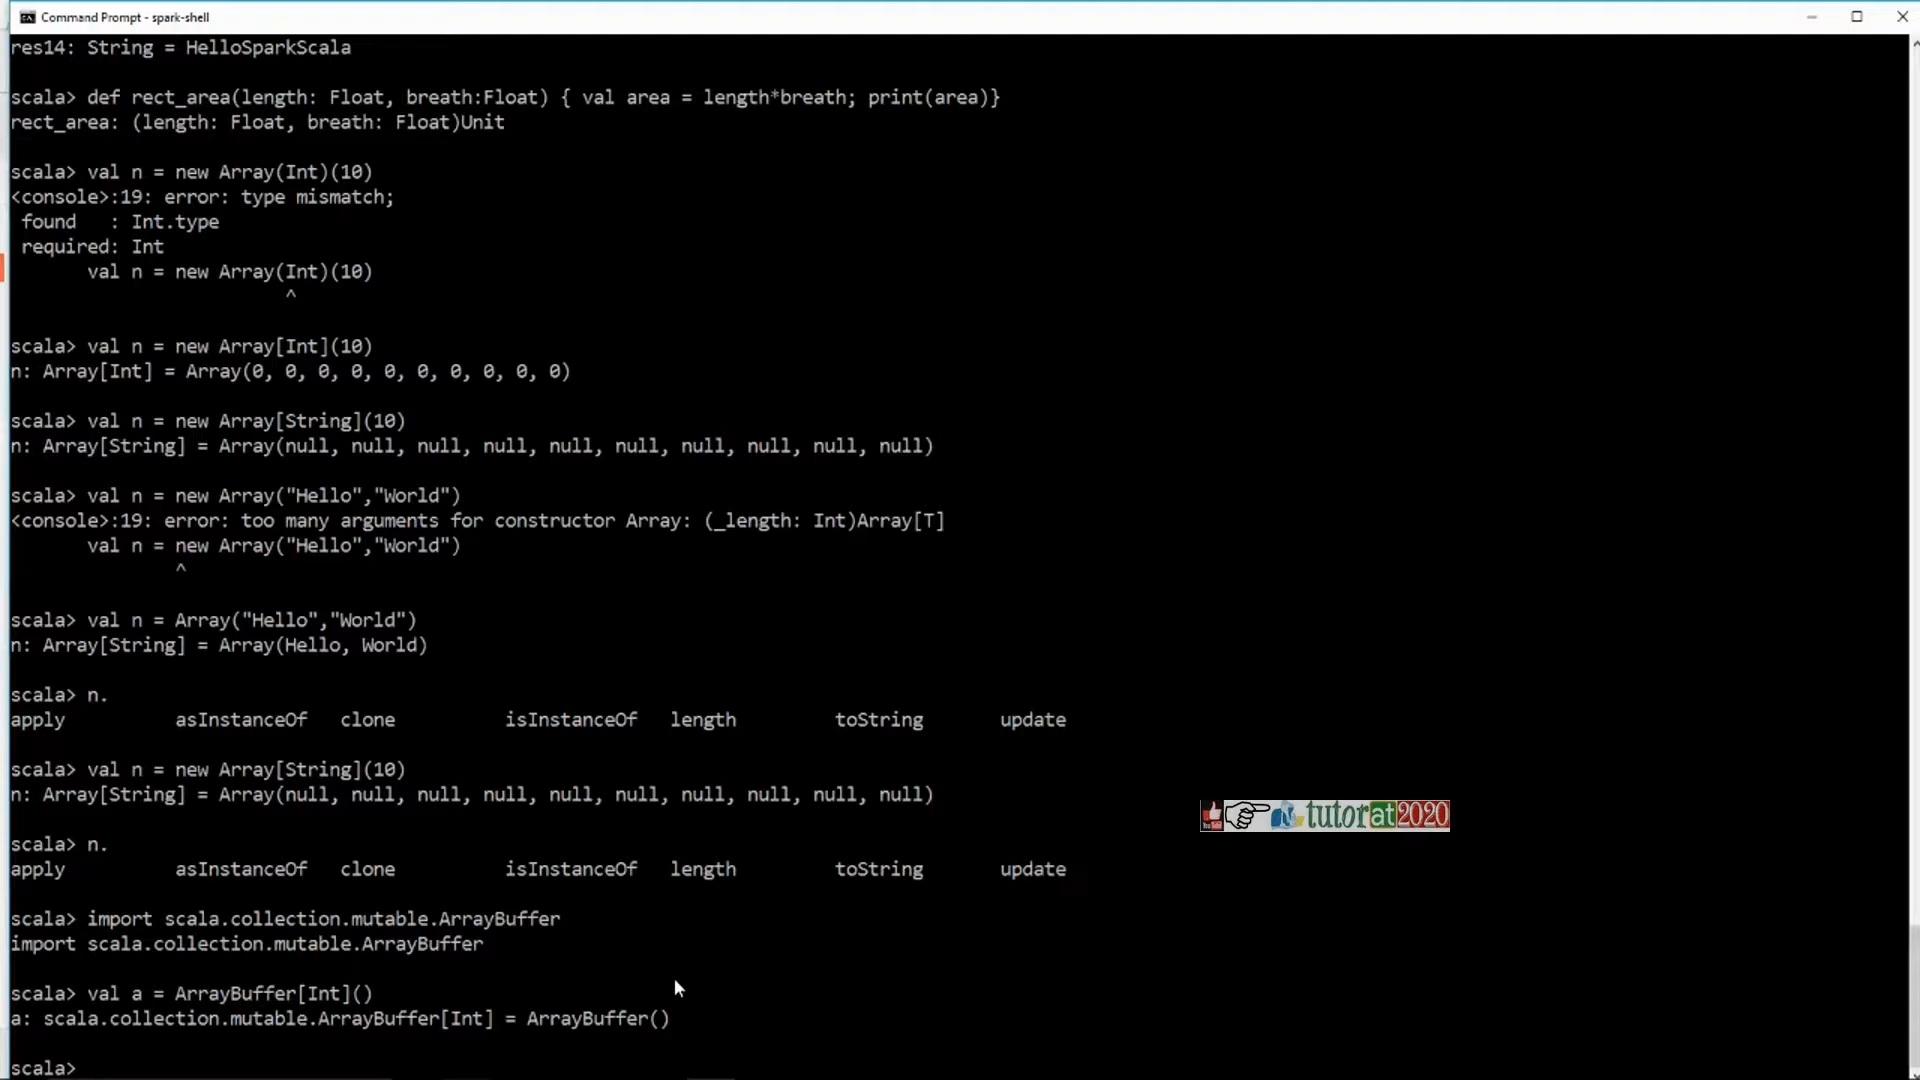 Command Prompt - spark-shell
res14: String = HelloSparkScala
scala> def rect_area(length: Float, breath:Float) { val area = length*breath; print(area)}
rect_area: (length: Float, breath: Float)Unit
scala> val n = new Array(Int)(10)
<console>:19: error: type mismatch;
 found   : Int.type
 required: Int
       val n = new Array(Int)(10)
                         ^
scala> val n = new Array[Int](10)
n: Array[Int] = Array(0, 0, 0, 0, 0, 0, 0, 0, 0, 0)
scala> val n = new Array[String](10)
n: Array[String] = Array(null, null, null, null, null, null, null, null, null, null)
scala> val n = new Array("Hello","World")
<console>:19: error: too many arguments for constructor Array: (_length: Int)Array[T]
       val n = new Array("Hello","World")
               ^
scala> val n = Array("Hello","World")
n: Array[String] = Array(Hello, World)
scala> n.
apply          asInstanceOf   clone          isInstanceOf   length         toString       update
scala> val n = new Array[String](10)
n: Array[String] = Array(null, null, null, null, null, null, null, null, null, null)
scala> n.
apply          asInstanceOf   clone          isInstanceOf   length         toString       update
scala> import scala.collection.mutable.ArrayBuffer
import scala.collection.mutable.ArrayBuffer
scala> val a = ArrayBuffer[Int]()
a: scala.collection.mutable.ArrayBuffer[Int] = ArrayBuffer()
scala>
tutorat2020